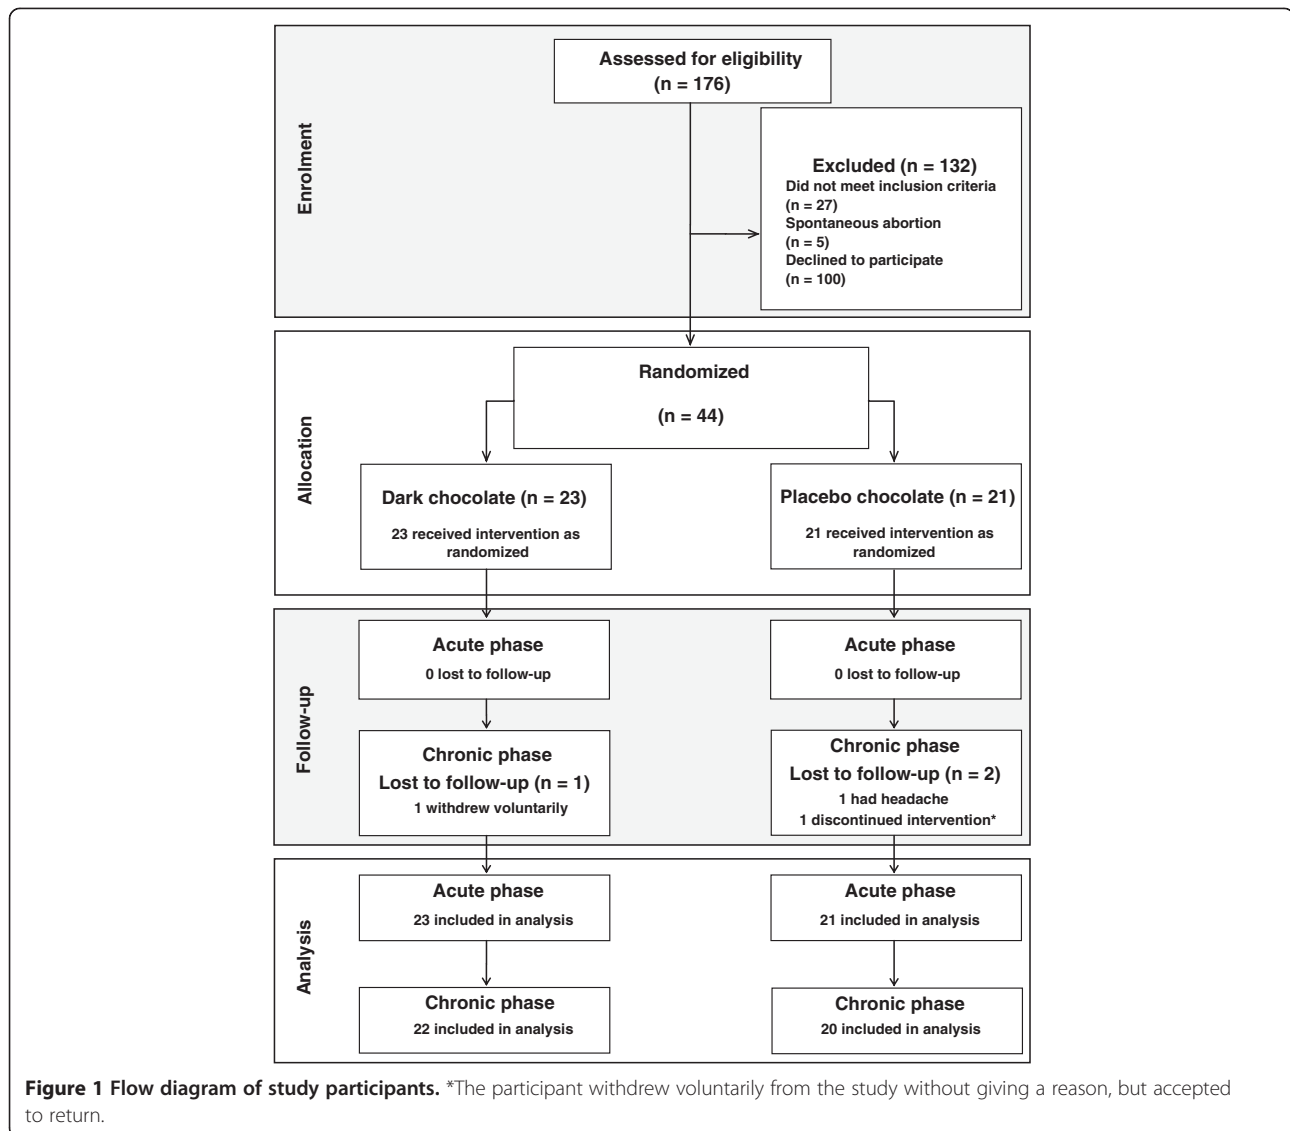 Enrolment
Assessed for eligibility
(n = 176)
Excluded (n = 132)
Did not meet inclusion criteria
(n = 27)
Spontaneous abortion
(n = 5)
Declined to participate
(n = 100)
Allocation
Randomized
(n = 44)
Dark chocolate (n = 23)
23 received intervention as
randomized
Placebo chocolate (n = 21)
21 received intervention as
randomized
Follow-up
Acute phase
0 lost to follow-up
Acute phase
0 lost to follow-up
Chronic phase
Lost to follow-up (n = 1)
1 withdrew voluntarily
Chronic phase
Lost to follow-up (n = 2)
1 had headache
1 discontinued intervention*
Analysis
Acute phase
23 included in analysis
Acute phase
21 included in analysis
Chronic phase
22 included in analysis
Chronic phase
20 included in analysis
Figure 1 Flow diagram of study participants. *The participant withdrew voluntarily from the study without giving a reason, but accepted
to return.